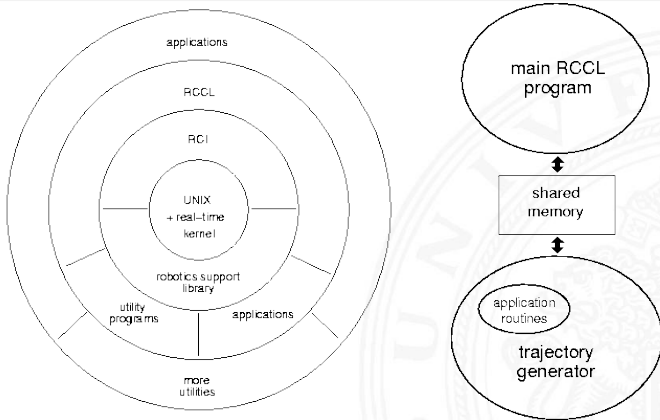 applications
RCCL
RCI
UNIX
+ real-time
kernel
robotics support
library
utility
programs
applications
more
utilities
main RCCL
program
shared
memory
application
routines
trajectory
generator